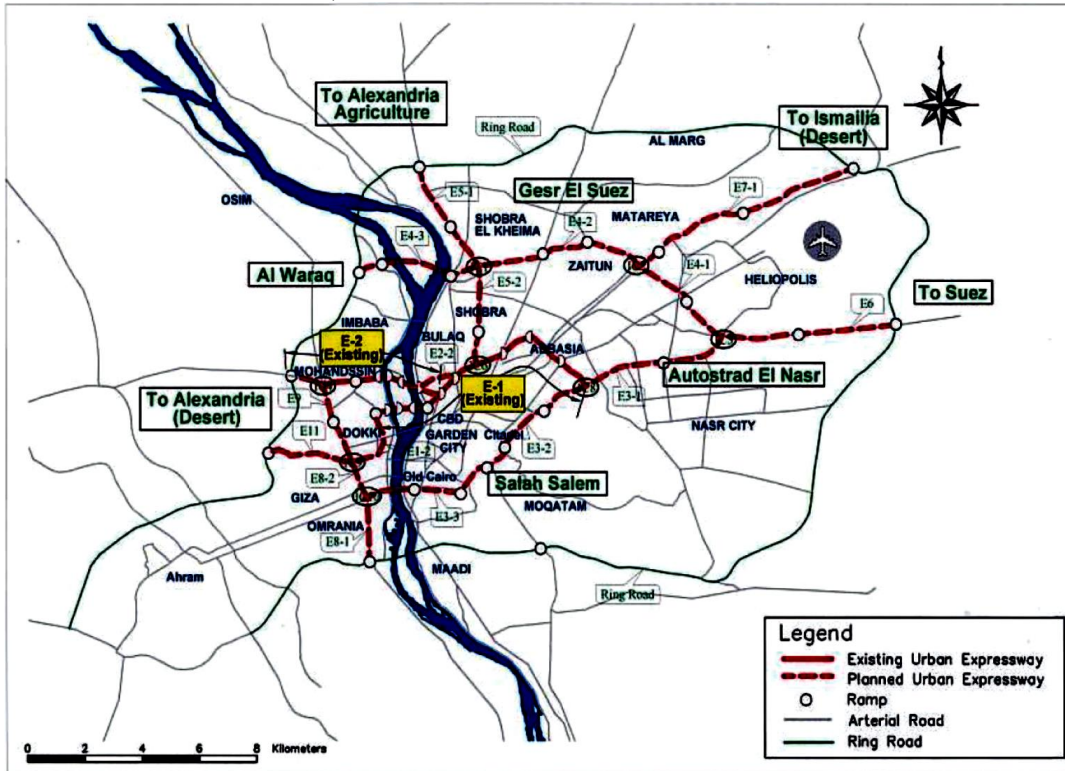 To Alexandria
Agriculture
Ring Road
AL MARG
To Ismailia
(Desert)
OSIM
E5-1
Gesr El Suez
E7-1
SHOBRA
EL KHEIMA
E4-2
MATAREYA
E4-3
ZAITUN
Al Waraq
E5-2
E4-1
HELIOPOLIS
To Suez
SHOBRA
E6
IMBABA
BULAQ
E-2
(Existing)
E2-2
ABBASIA
MOHANDSSIN
Autostrad El Nasr
E-1
(Existing)
To Alexandria
(Desert)
E9
E3-1
CBD
NASR CITY
E11
DOKKI
GARDEN
CITY
Citadel
E1-2
E3-2
E8-2
Old Cairo
Salah Salem
GIZA
MOQATAM
E3-3
OMRANIA
E8-1
MAADI
Ahram
Ring Road
Legend
Existing Urban Expressway
Planned Urban Expressway
Ramp
Arterial Road
Ring Road
0 2 4 6 8 Kilometers